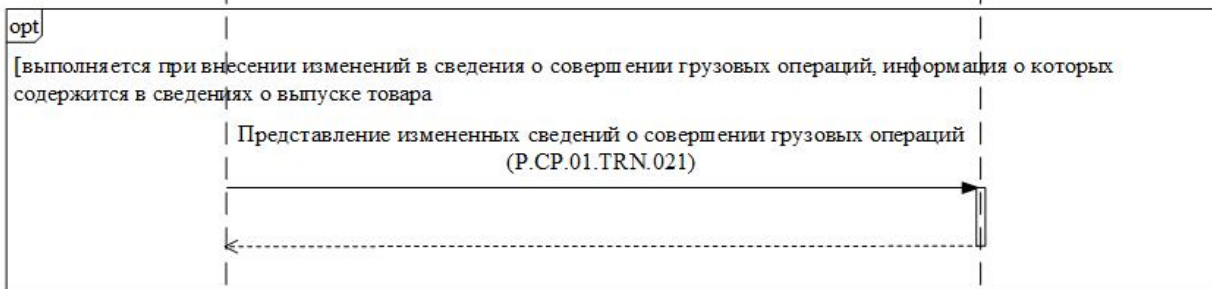 opt
[выполняется при внесении изменений в сведения о совершении грузовых операций, информация о которых
содержится в сведениях о выпуске товара
Представление измененных сведений о совершении грузовых операций
(P.CP.01.TRN.021)